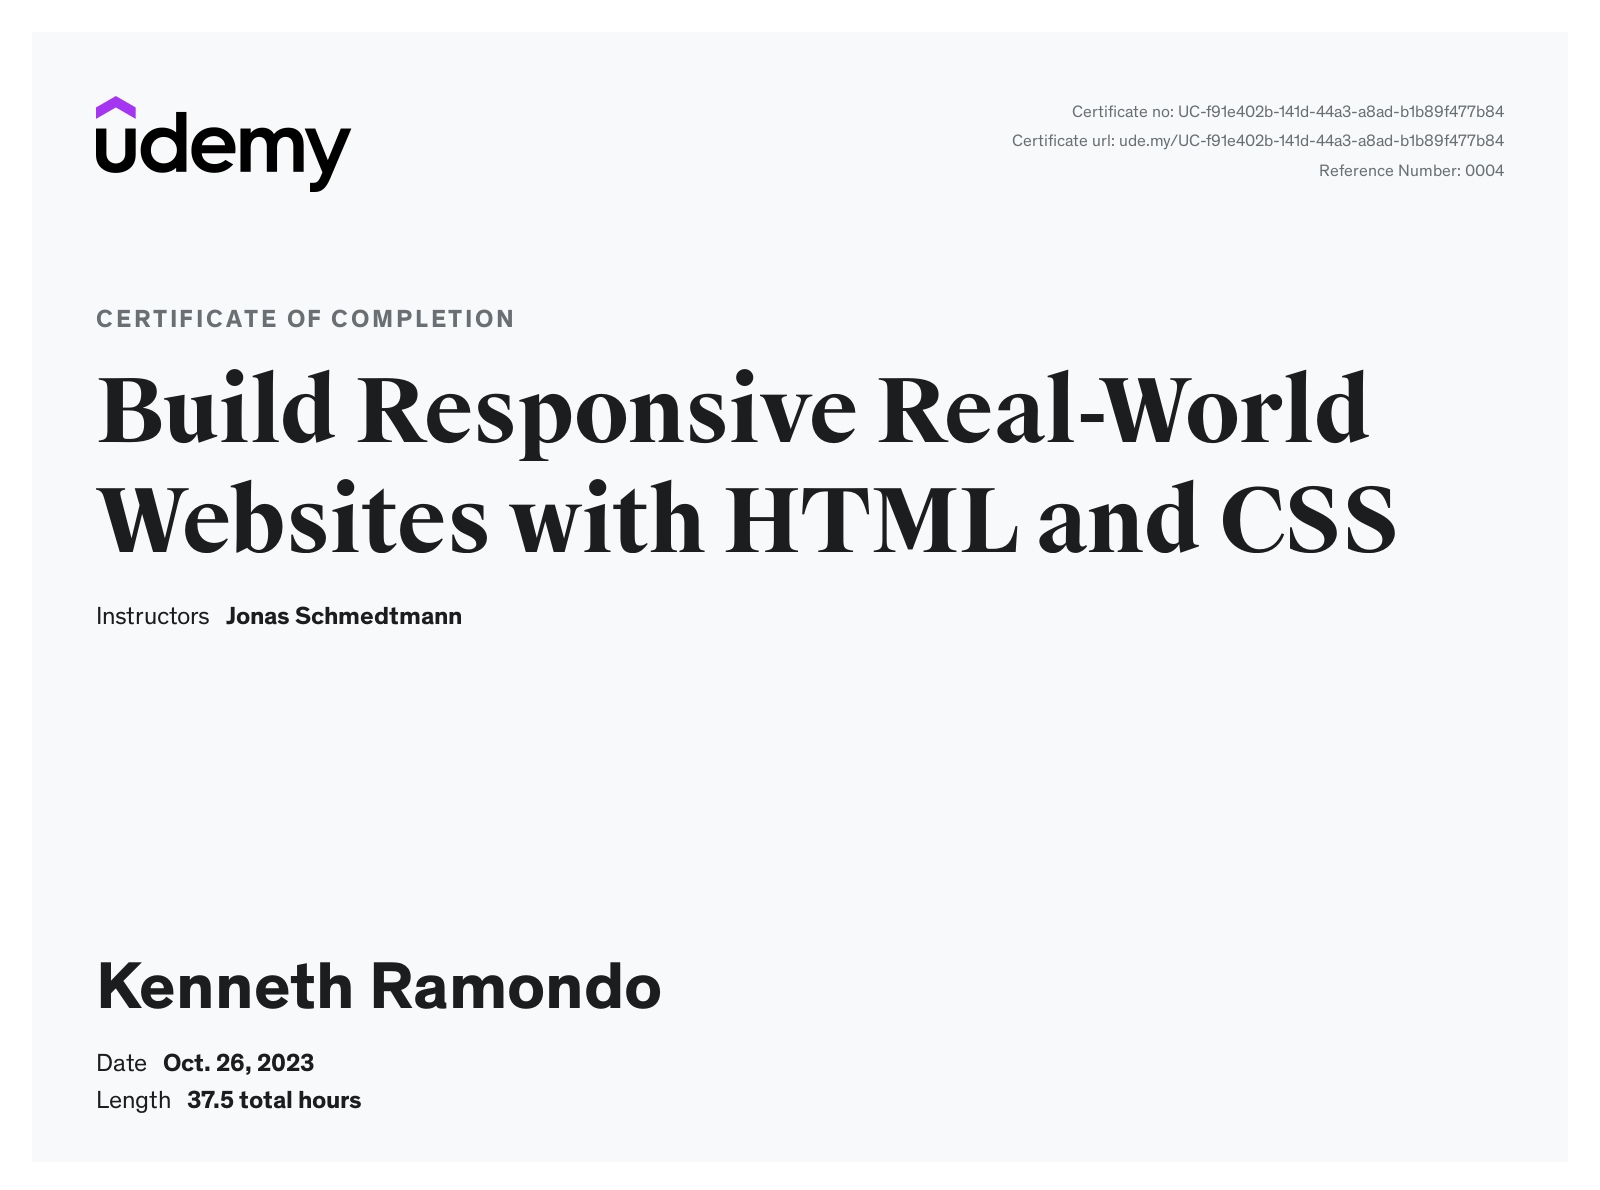 udemy
Certificate no: UC-f91e402b-141d-44a3-a8ad-b1b89f477b84
Certificate url: ude.my/UC-f91e402b-141d-44a3-a8ad-b1b89f477b84
Reference Number: 0004
CERTIFICATE OF COMPLETION
Build Responsive Real-World
Websites with HTML and CSS
Instructors Jonas Schmedtmann
Kenneth Ramondo
Date Oct. 26, 2023
Length 37.5 total hours